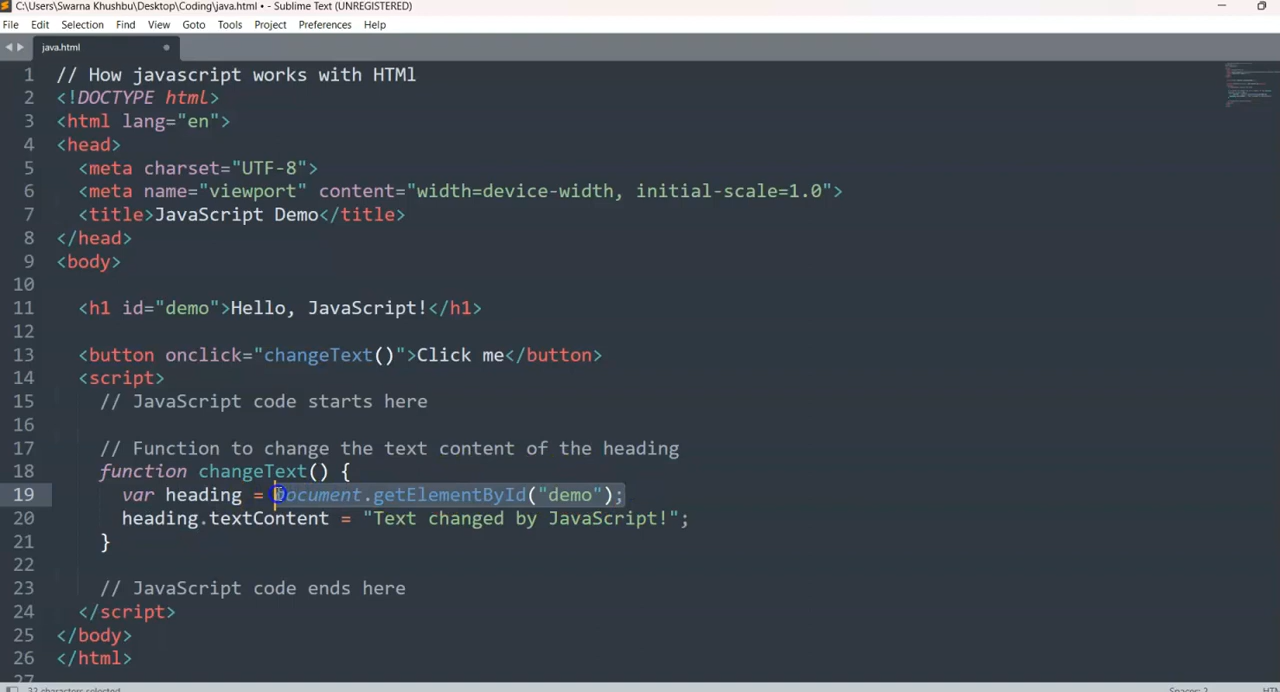 C:\Users\Swarna Khushbu\Desktop\Coding\java.html • - Sublime Text (UNREGISTERED)
File Edit Selection Find View Goto Tools Project Preferences Help
java.html
1 // How javascript works with HTMl
2 <!DOCTYPE html>
3 <html lang="en">
4 <head>
5 <meta charset="UTF-8">
6 <meta name="viewport" content="width=device-width, initial-scale=1.0">
7 <title>JavaScript Demo</title>
8 </head>
9 <body>
10
11 <h1 id="demo">Hello, JavaScript!</h1>
12
13 <button onclick="changeText()">Click me</button>
14 <script>
15 // JavaScript code starts here
16
17 // Function to change the text content of the heading
18 function changeText() {
19 var heading = document.getElementById("demo");
20 heading.textContent = "Text changed by JavaScript!";
21 }
22
23 // JavaScript code ends here
24 </script>
25 </body>
26 </html>
27
characters selected
Spaces: 2